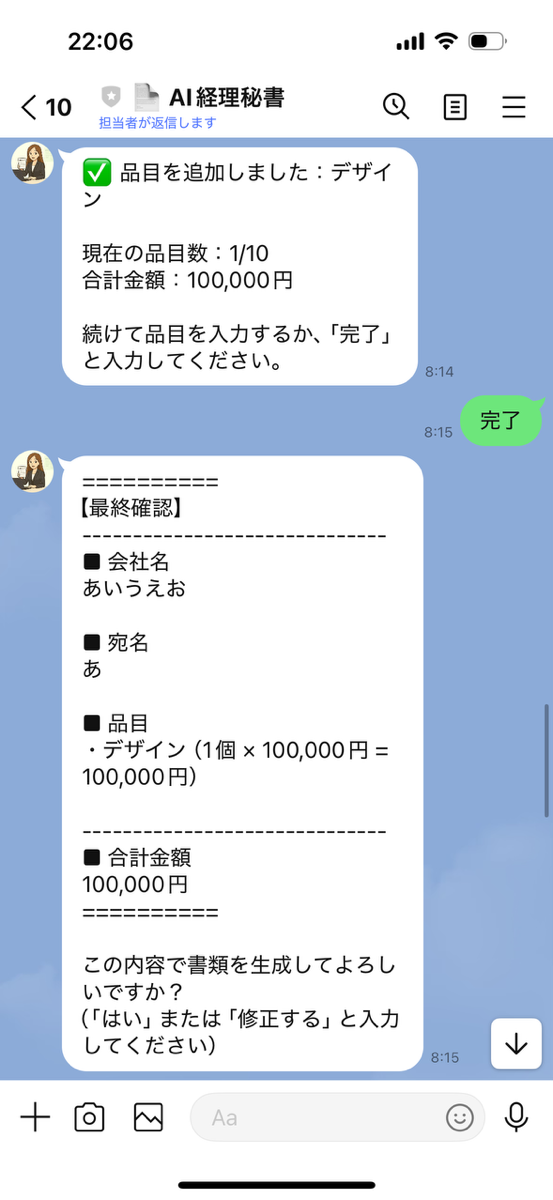 22:06
10
AI経理秘書
担当者が返信します
✅ 品目を追加しました：デザイ
ン
現在の品目数：1/10
合計金額：100,000円
続けて品目を入力するか、「完了」
と入力してください。
8:14
完了
8:15
==========
【最終確認】
------------------------------
■ 会社名
あいうえお
■ 宛名
あ
■ 品目
・デザイン（1個 × 100,000円 =
100,000円）
------------------------------
■ 合計金額
100,000円
==========
この内容で書類を生成してよろし
いですか？
（「はい」または「修正する」と入力
してください）
8:15
Aa